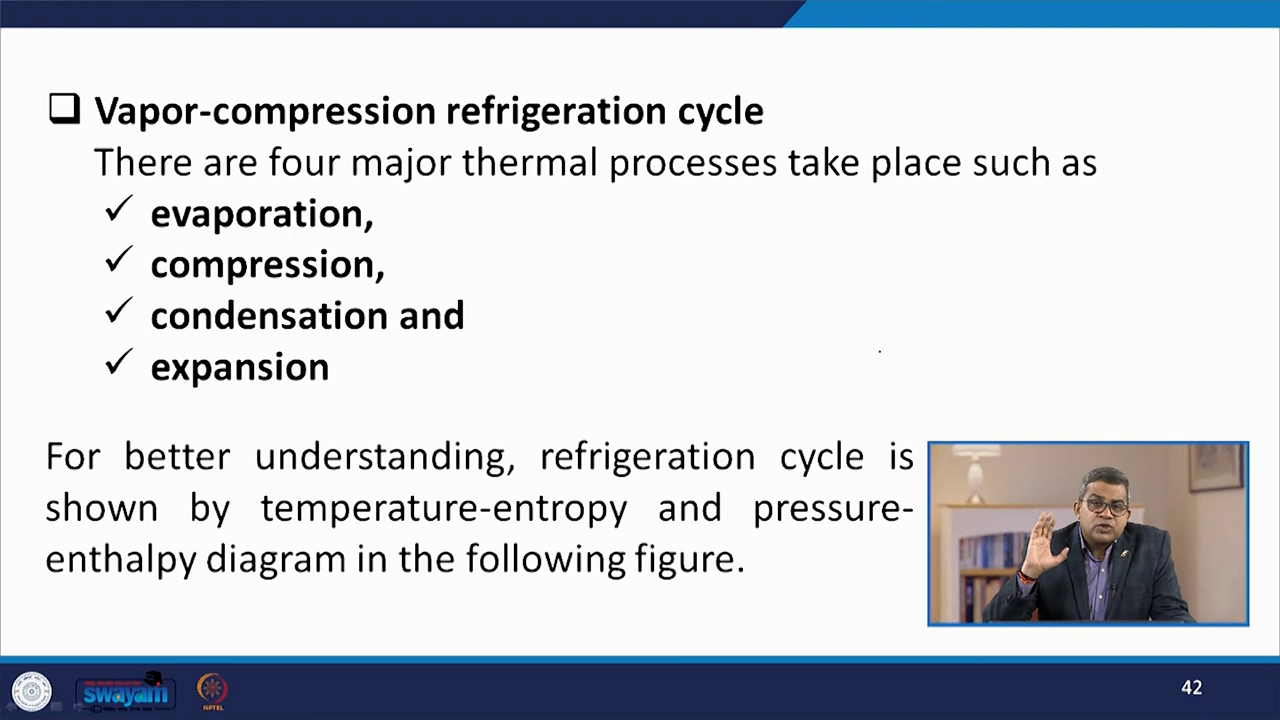 Vapor-compression refrigeration cycle
There are four major thermal processes take place such as
evaporation,
compression,
condensation and
expansion
For better understanding, refrigeration cycle is
shown by temperature-entropy and pressure-
enthalpy diagram in the following figure.
swayam
NPTEL
42